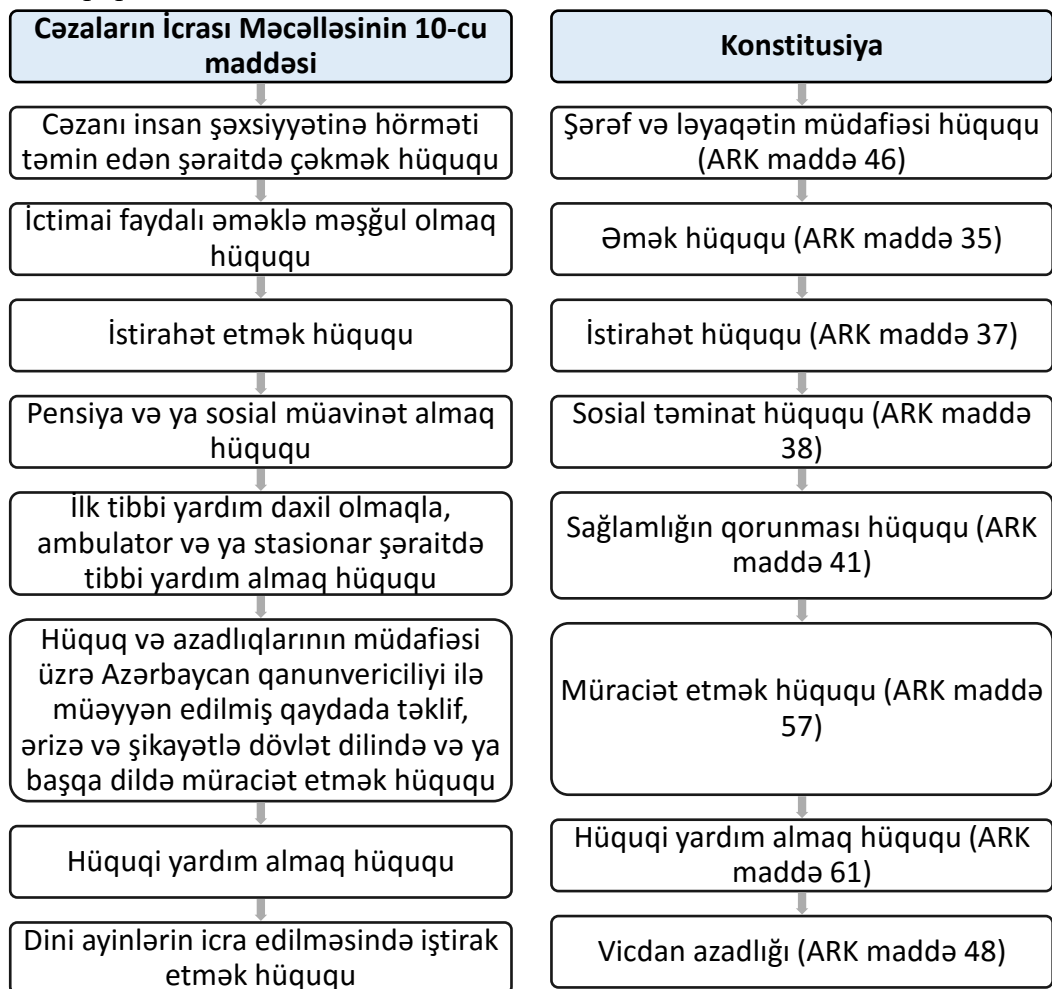 Cəzaların İcrası Məcəlləsinin 10-cu
maddəsi
Cəzanı insan şəxsiyyətinə hörməti
təmin edən şəraitdə çəkmək hüququ
İctimai faydalı əməklə məşğul olmaq
hüququ
İstirahət etmək hüququ
Pensiya və ya sosial müavinət almaq
hüququ
İlk tibbi yardım daxil olmaqla,
ambulator və ya stasionar şəraitdə
tibbi yardım almaq hüququ
Hüquq və azadlıqlarının müdafiəsi
üzrə Azərbaycan qanunvericiliyi ilə
müəyyən edilmiş qaydada təklif,
ərizə və şikayətlə dövlət dilində və ya
başqa dildə müraciət etmək hüququ
Hüquqi yardım almaq hüququ
Dini ayinlərin icra edilməsində iştirak
etmək hüququ
Konstitusiya
Şərəf və ləyaqətin müdafiəsi hüququ
(ARK maddə 46)
Əmək hüququ (ARK maddə 35)
İstirahət hüququ (ARK maddə 37)
Sosial təminat hüququ (ARK maddə
38)
Sağlamlığın qorunması hüququ (ARK
maddə 41)
Müraciət etmək hüququ (ARK maddə
57)
Hüquqi yardım almaq hüququ (ARK
maddə 61)
Vicdan azadlığı (ARK maddə 48)